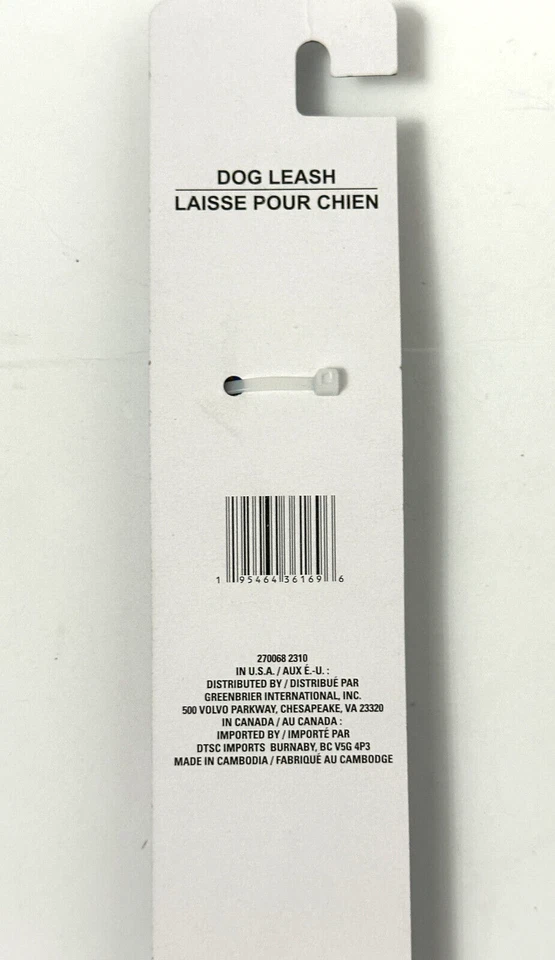 DOG LEASH
LAISSE POUR CHIEN
1 95464 36169 6
270068 2310
IN U.S.A. / AUX É.-U. :
DISTRIBUTED BY / DISTRIBUÉ PAR
GREENBRIER INTERNATIONAL, INC.
500 VOLVO PARKWAY, CHESAPEAKE, VA 23320
IN CANADA / AU CANADA :
IMPORTED BY / IMPORTÉ PAR
DTSC IMPORTS BURNABY, BC V5G 4P3
MADE IN CAMBODIA / FABRIQUÉ AU CAMBODGE